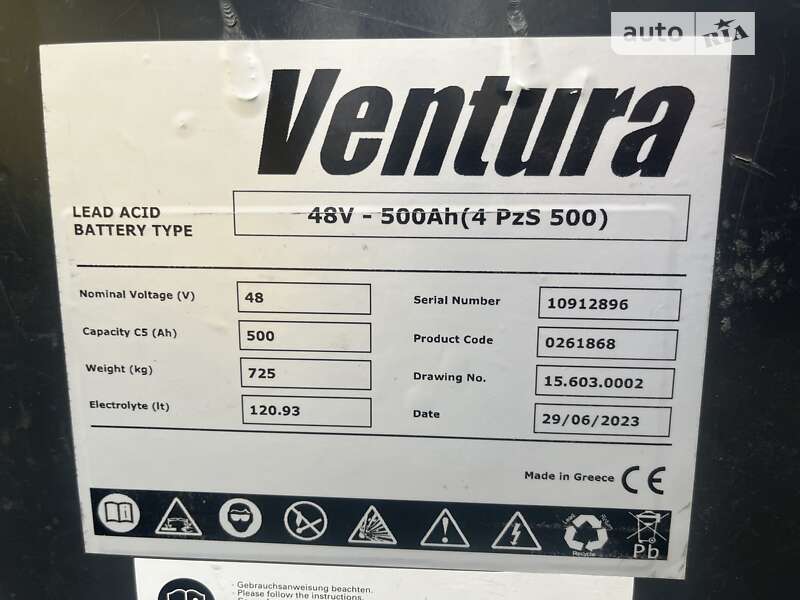 auto RIA
Ventura
LEAD ACID
BATTERY TYPE
48V - 500Ah(4 PzS 500)
Nominal Voltage (V) 48
Serial Number 10912896
Capacity C5 (Ah) 500
Product Code 0261868
Weight (kg) 725
Drawing No. 15.603.0002
Electrolyte (lt) 120.93
Date 29/06/2023
Made in Greece CE
Recycle
Pb
- Gebrauchsanweisung beachten.
- Please follow the instructions.